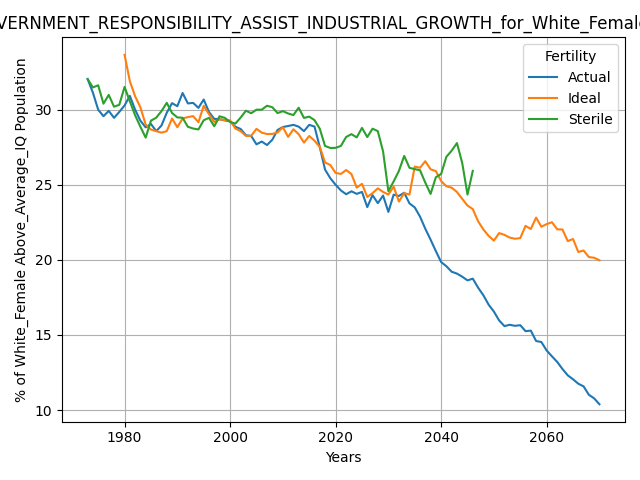 VERNMENT_RESPONSIBILITY_ASSIST_INDUSTRIAL_GROWTH_for_White_Female
% of White_Female Above_Average_IQ Population
30
25
20
15
10
1980 2000 2020 2040 2060
Years
Fertility
Actual
Ideal
Sterile